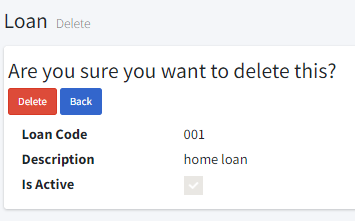 Loan Delete
Are you sure you want to delete this?
Delete Back
Loan Code 001
Description home loan
Is Active